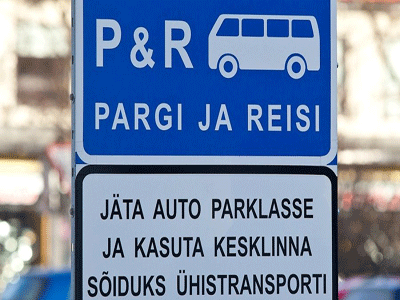 P & R
PARGI JA REISI
JÄTA AUTO PARKLASSE
JA KASUTA KESKLINNA
SÕIDUKS ÜHISTRANSPORTI